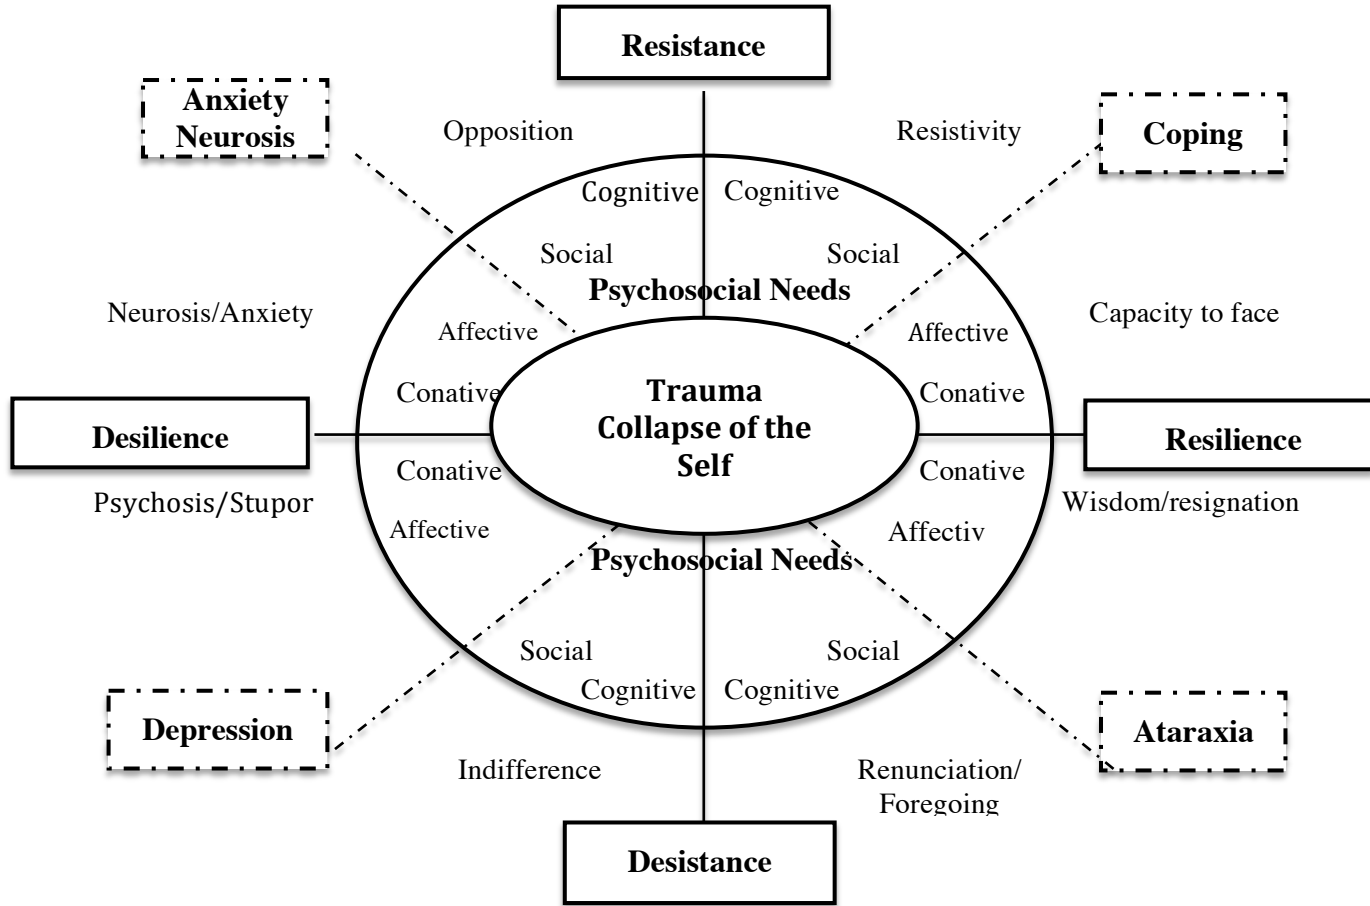 Resistance
Anxiety
Neurosis
Opposition
Resistivity
Coping
Cognitive
Cognitive
Social
Social
Psychosocial Needs
Neurosis/Anxiety
Affective
Affective
Capacity to face
Conative
Conative
Trauma
Collapse of the
Self
Desilience
Resilience
Conative
Conative
Psychosis/Stupor
Wisdom/resignation
Affective
Affectiv
Psychosocial Needs
Social
Social
Cognitive
Cognitive
Depression
Ataraxia
Indifference
Renunciation/
Foregoing
Desistance